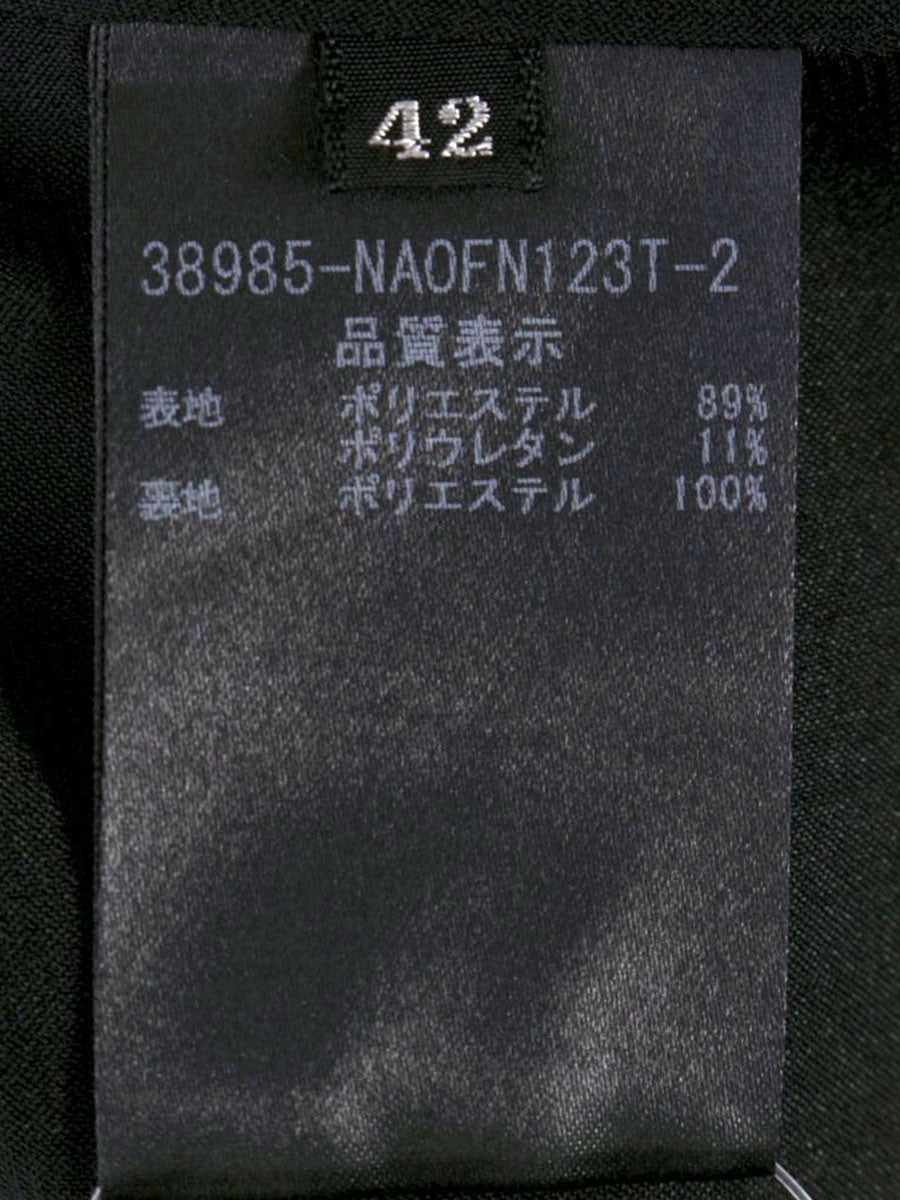 42
38985-NAOFN123T-2
品質表示
表地 ポリエステル 89%
ポリウレタン 11%
裏地 ポリエステル 100%